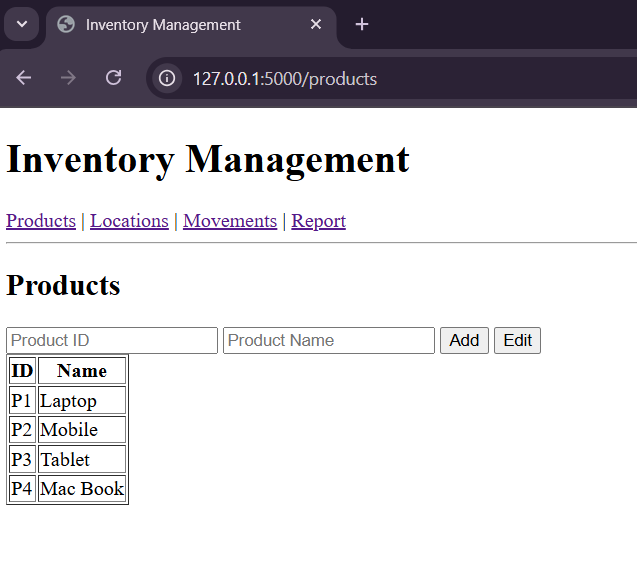 Inventory Management
127.0.0.1:5000/products
Inventory Management
Products | Locations | Movements | Report
Products
Product ID Product Name Add Edit
ID Name
P1 Laptop
P2 Mobile
P3 Tablet
P4 Mac Book